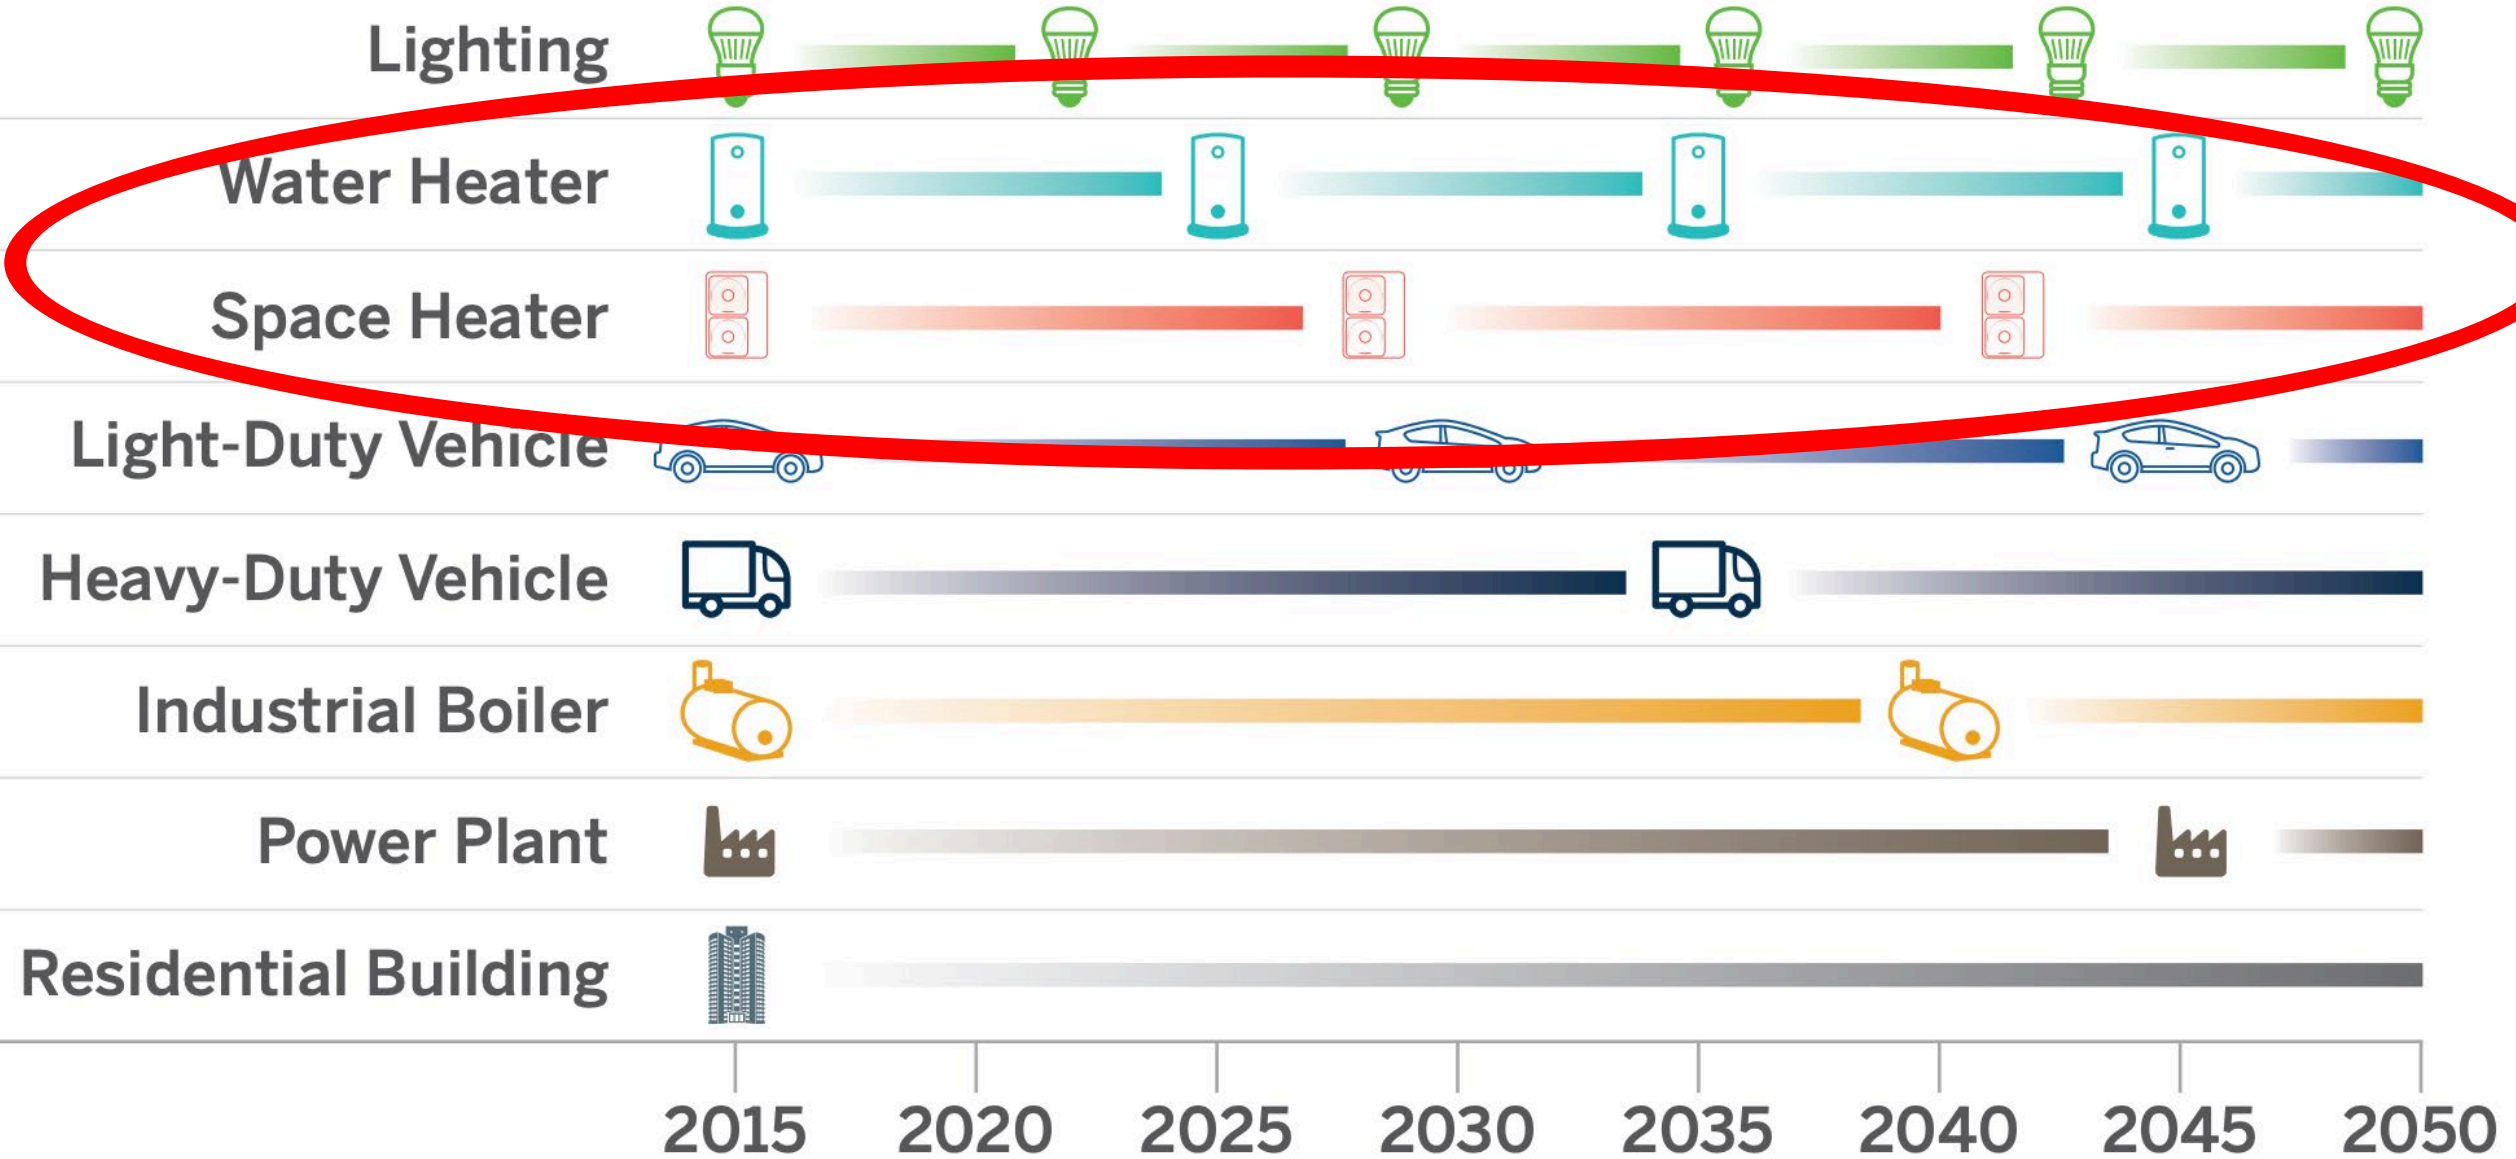 Lighting
Water Heater
Space Heater
Light-Duty Vehicle
Heavy-Duty Vehicle
Industrial Boiler
Power Plant
Residential Building
2015 2020 2025 2030 2035 2040 2045 2050